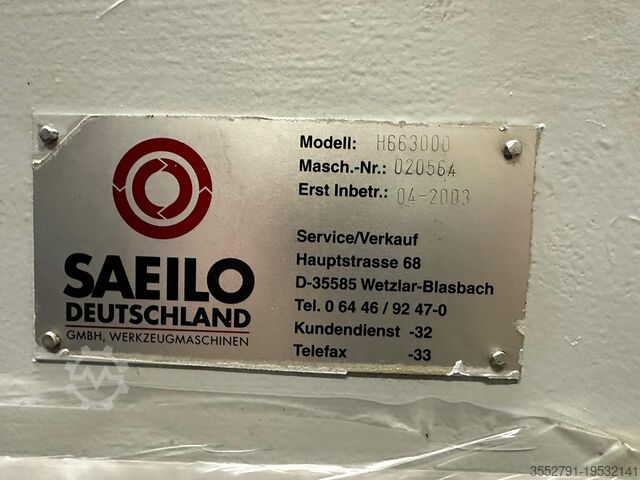 SAEILO
DEUTSCHLAND
GMBH, WERKZEUGMASCHINEN
Modell: H663000
Masch.-Nr.: 020564
Erst Inbetr.: 04-2003
Service/Verkauf
Hauptstrasse 68
D-35585 Wetzlar-Blasbach
Tel. 0 64 46 / 92 47-0
Kundendienst -32
Telefax -33
3552791-19532141